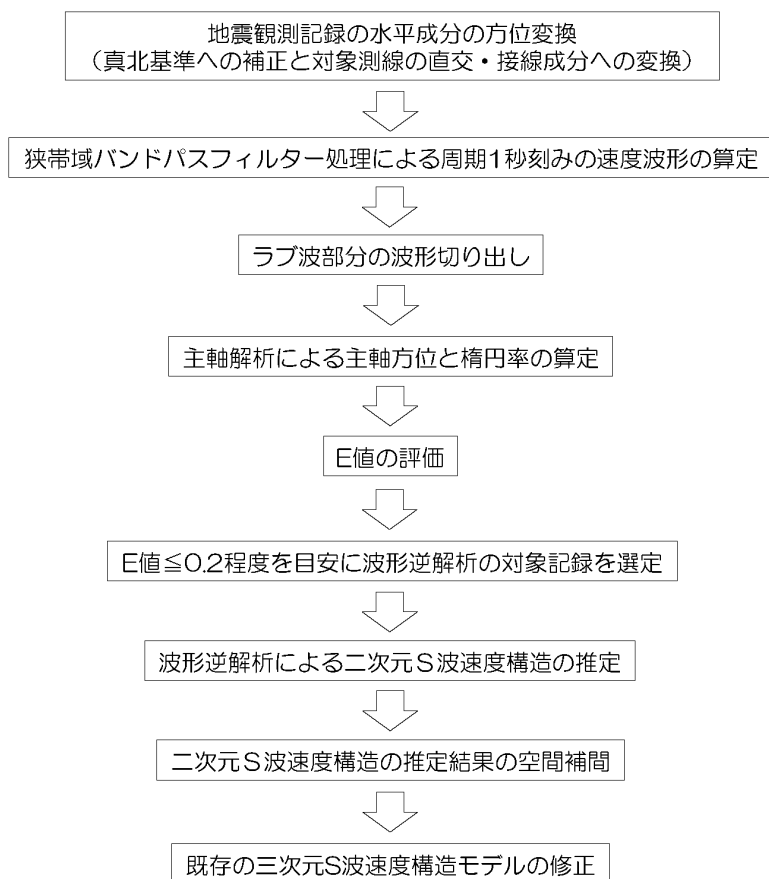 地震観測記録の水平成分の方位変換
（真北基準への補正と対象測線の直交・接線成分への変換）
狭帯域バンドパスフィルター処理による周期1秒刻みの速度波形の算定
ラブ波部分の波形切り出し
主軸解析による主軸方位と楕円率の算定
E値の評価
E値≦0.2程度を目安に波形逆解析の対象記録を選定
波形逆解析による二次元S波速度構造の推定
二次元S波速度構造の推定結果の空間補間
既存の三次元S波速度構造モデルの修正